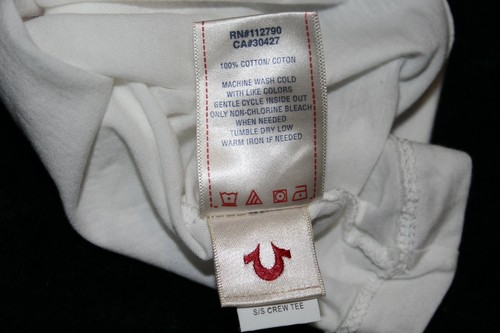 RN#112790
CA#30427
100% COTTON/ COTON
MACHINE WASH COLD
WITH LIKE COLORS
GENTLE CYCLE INSIDE OUT
ONLY NON-CHLORINE BLEACH
WHEN NEEDED
TUMBLE DRY LOW
WARM IRON IF NEEDED
S/S CREW TEE